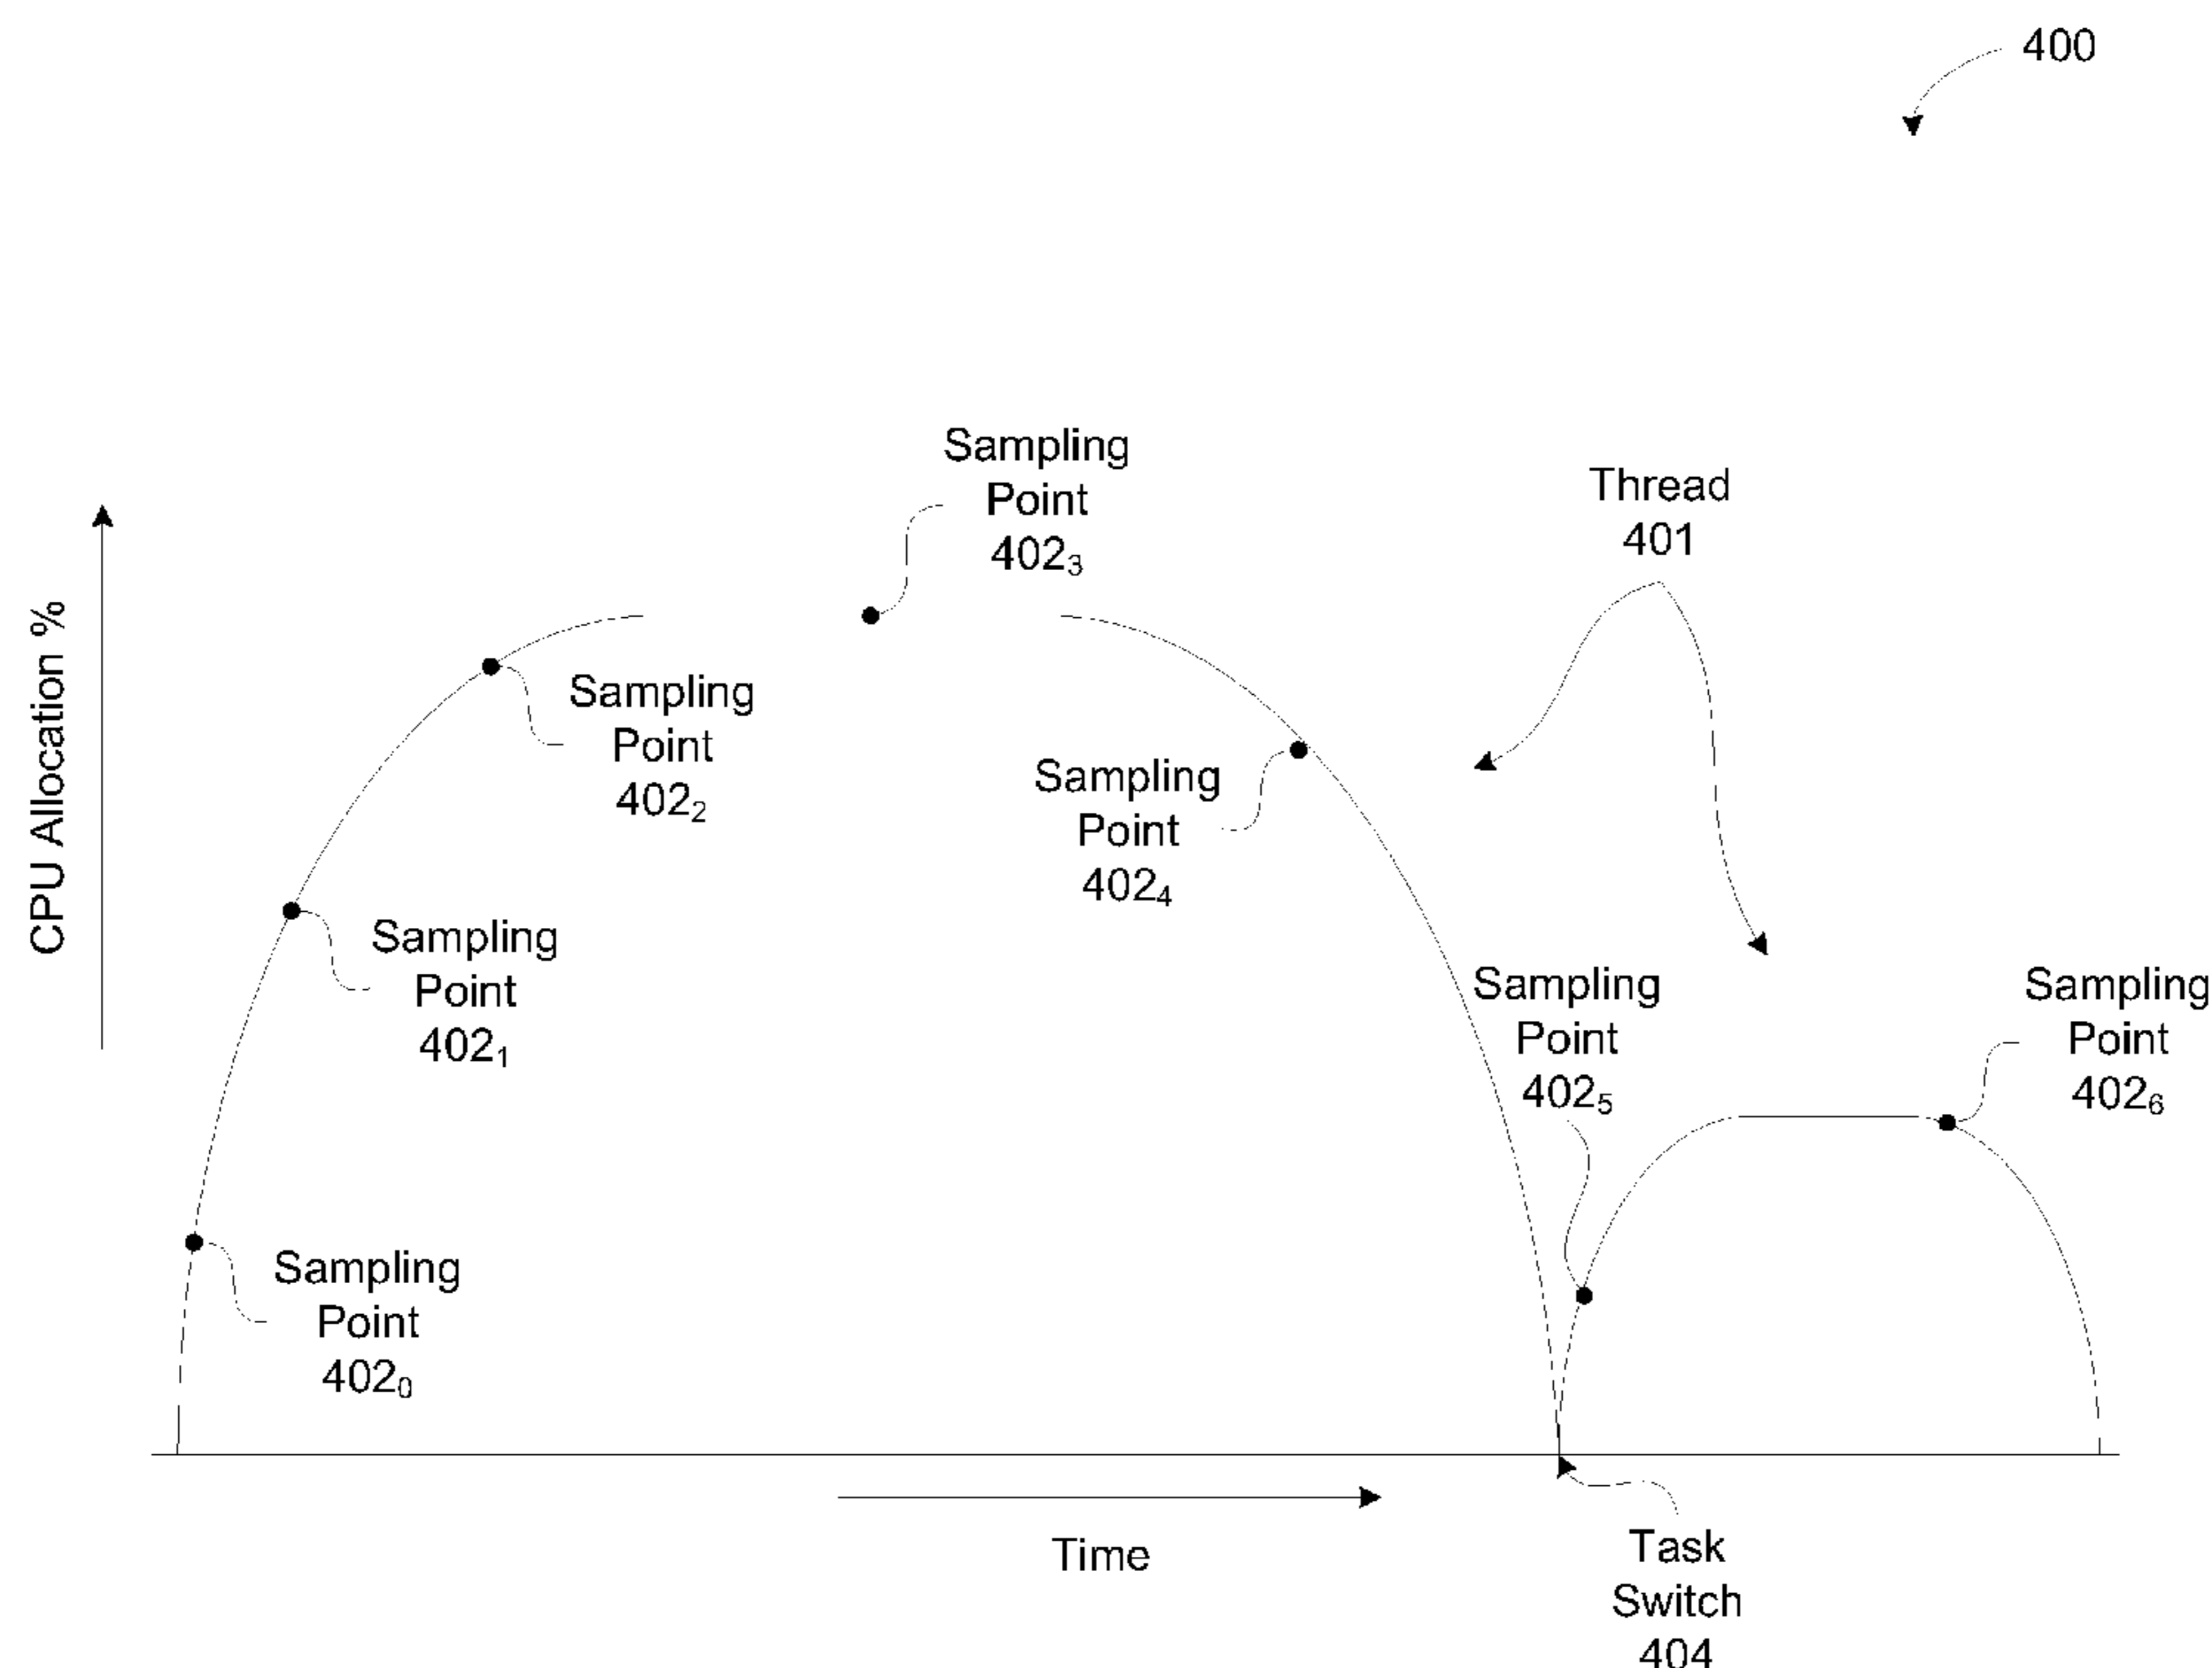 400
Sampling
Point
402₃
Thread
401
CPU Allocation %
Sampling
Point
402₂
Sampling
Point
402₄
Sampling
Point
402₁
Sampling
Point
402₅
Sampling
Point
402₆
Sampling
Point
402₀
Time
Task
Switch
404